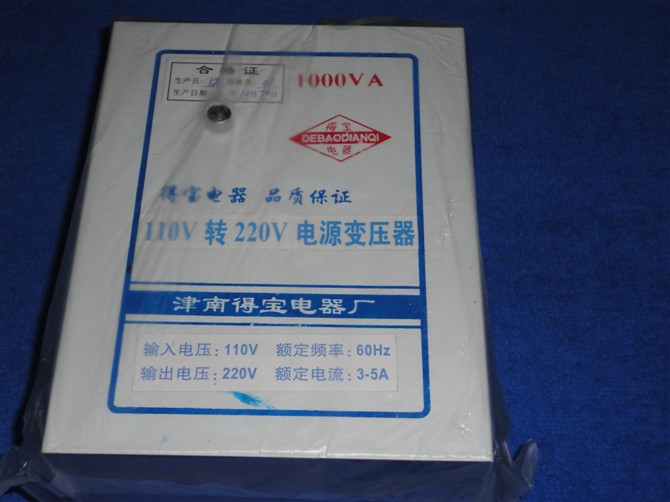 合格证
1000VA
生产员:
生产日期
得宝
DEBAODIANQI
电器
得宝电器 品质保证
110V 转 220V 电源变压器
津南得宝电器厂
输入电压: 110V 额定频率: 60Hz
输出电压: 220V 额定电流: 3-5A